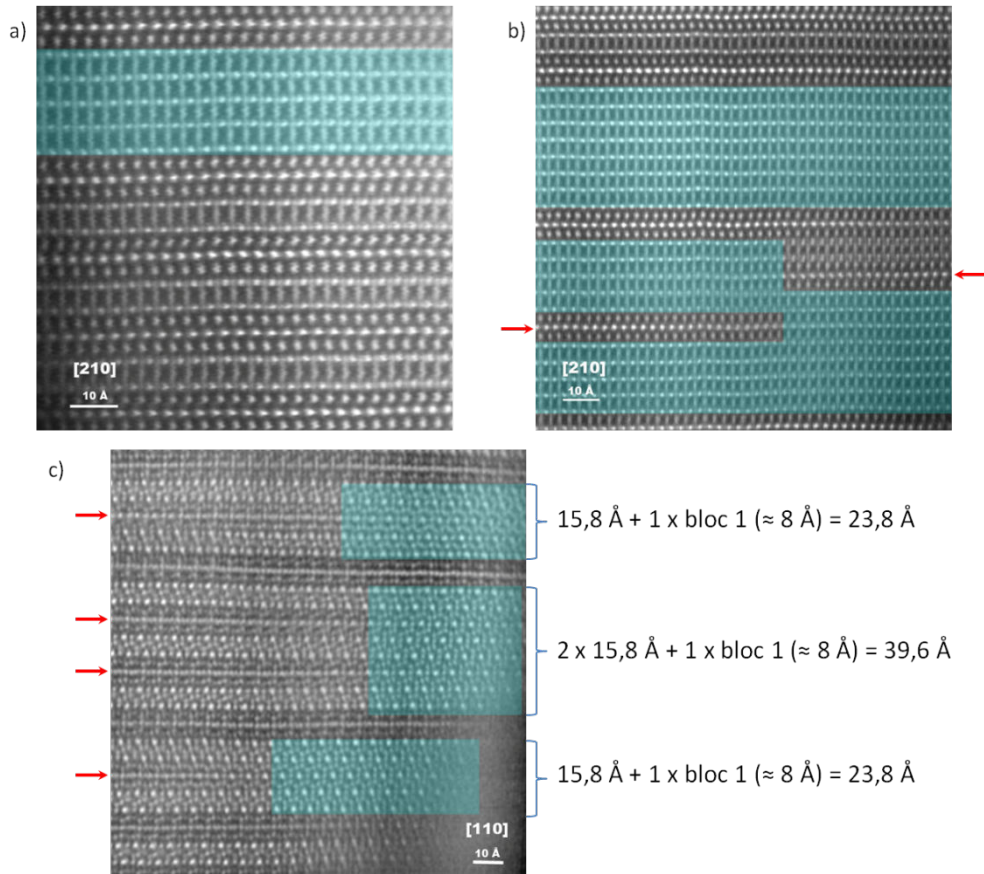 a)
[210]
10 Å
b)
[210]
10 Å
c)
15,8 Å + 1 x bloc 1 (≈ 8 Å) = 23,8 Å
2 x 15,8 Å + 1 x bloc 1 (≈ 8 Å) = 39,6 Å
15,8 Å + 1 x bloc 1 (≈ 8 Å) = 23,8 Å
[110]
10 Å